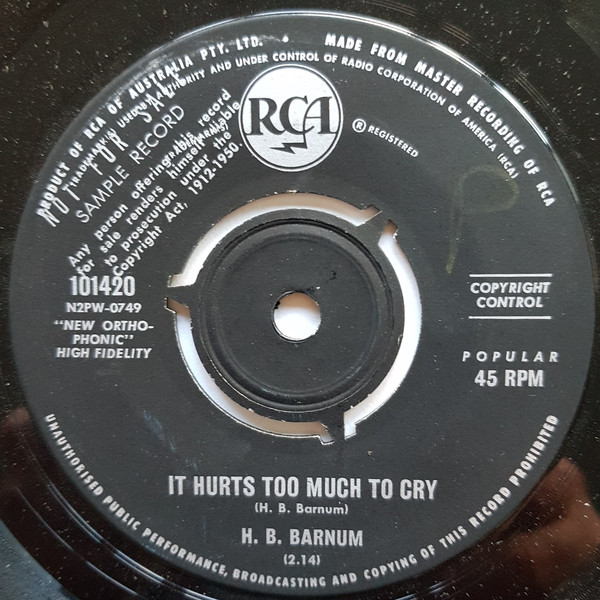 PRODUCT OF RCA OF AUSTRALIA PTY. LTD. • MADE FROM MASTER RECORDING OF RCA
TRADEMARKS USED BY AUTHORITY AND UNDER CONTROL OF RADIO CORPORATION OF AMERICA (RCA)
NOT FOR SALE
SAMPLE RECORD
Any person offering this record
for sale renders himself
to prosecution under the
Copyright Act, 1912-1950.
RCA
® REGISTERED
101420
N2PW-0749
"NEW ORTHO-
PHONIC"
HIGH FIDELITY
COPYRIGHT
CONTROL
POPULAR
45 RPM
IT HURTS TOO MUCH TO CRY
(H. B. Barnum)
H. B. BARNUM
(2.14)
UNAUTHORISED PUBLIC PERFORMANCE, BROADCASTING AND COPYING OF THIS RECORD PROHIBITED